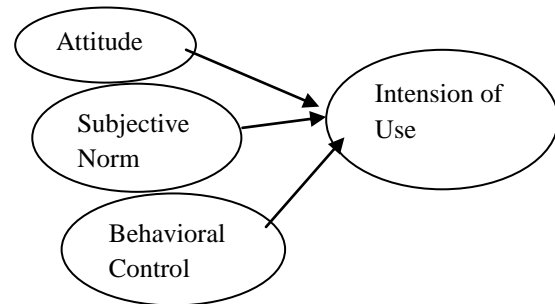 Attitude
Subjective
Norm
Behavioral
Control
Intension of
Use